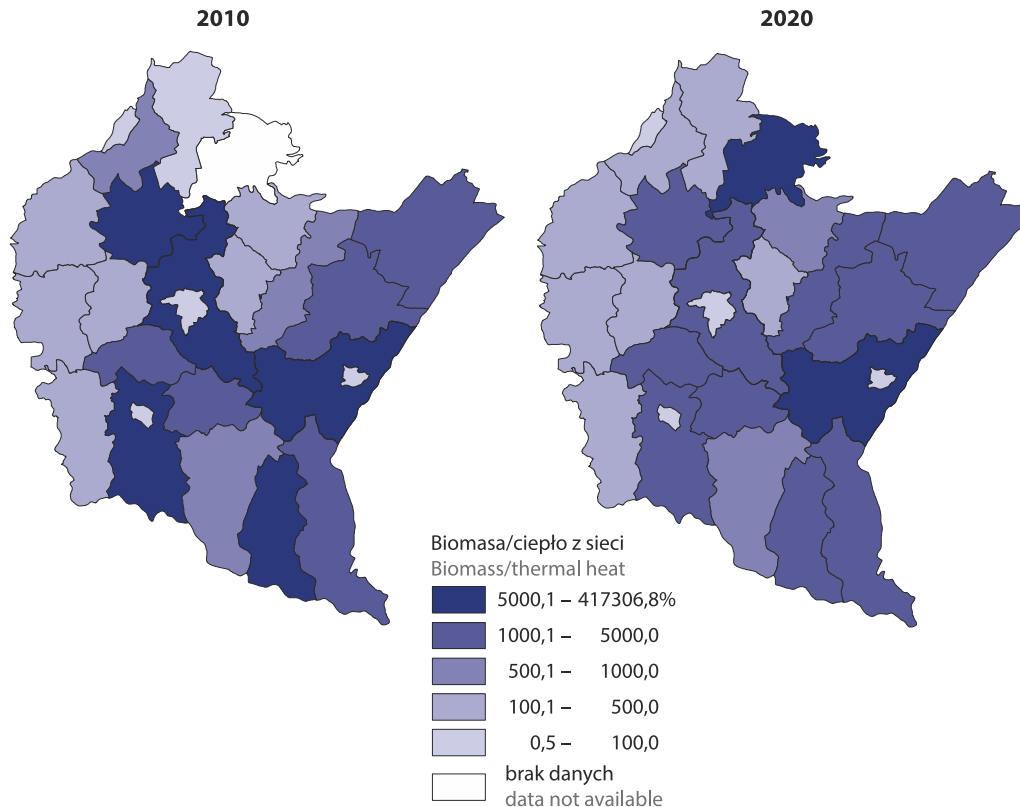 2010
2020
Biomasa/ciepło z sieci
Biomass/thermal heat
5000,1 – 417306,8%
1000,1 – 5000,0
500,1 – 1000,0
100,1 – 500,0
0,5 – 100,0
brak danych
data not available